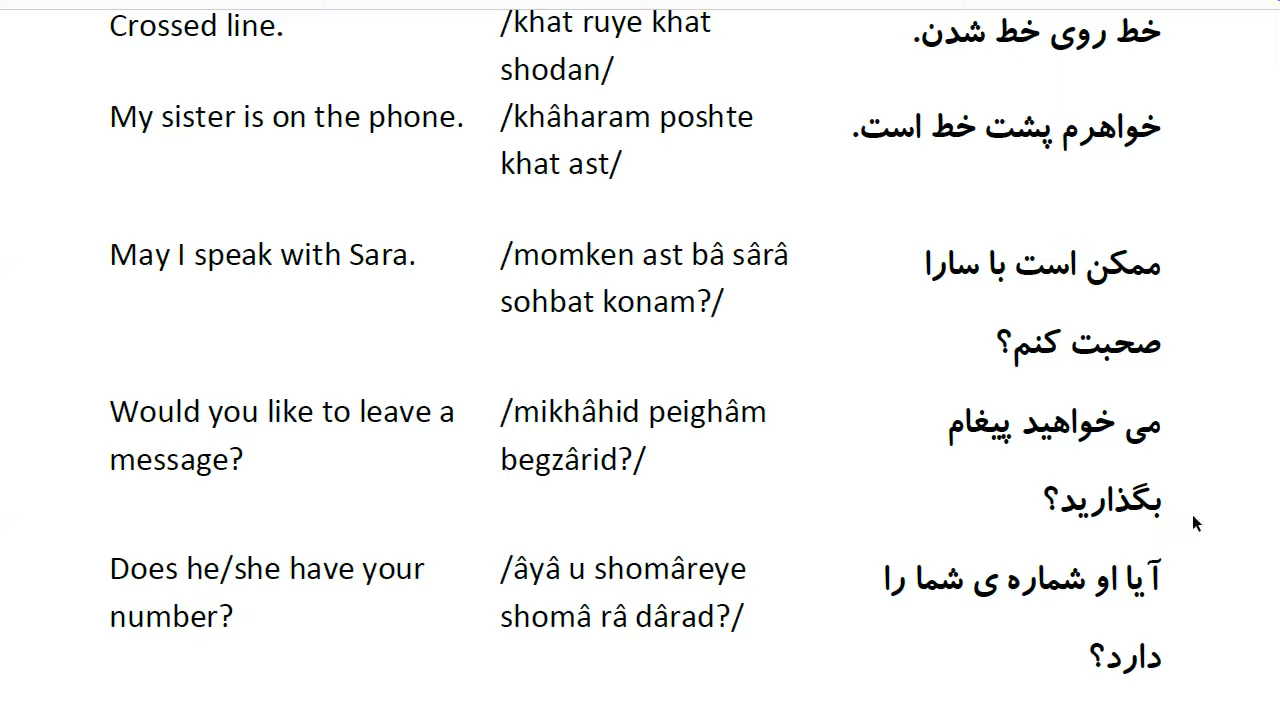 Crossed line.
/khat ruye khat
shodan/
خط روی خط شدن.
My sister is on the phone.
/khâharam poshte
khat ast/
خواهرم پشت خط است.
May I speak with Sara.
/momken ast bâ sârâ
sohbat konam?/
ممکن است با سارا
صحبت کنم؟
Would you like to leave a
message?
/mikhâhid peighâm
begzârid?/
می خواهید پیغام
بگذارید؟
Does he/she have your
number?
/âyâ u shomâreye
shomâ râ dârad?/
آیا او شماره ی شما را
دارد؟